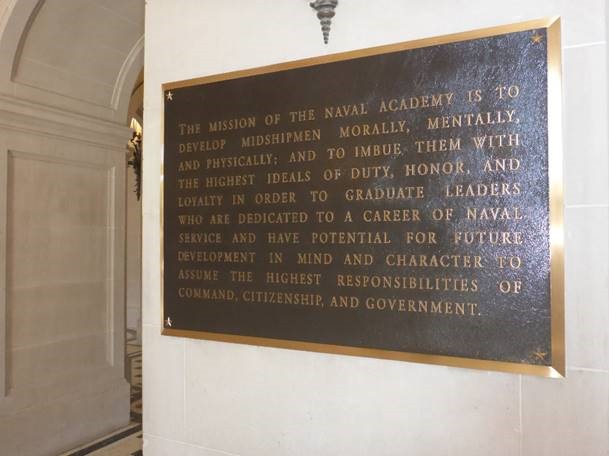 THE MISSION OF THE NAVAL ACADEMY IS TO
DEVELOP MIDSHIPMEN MORALLY, MENTALLY,
AND PHYSICALLY; AND TO IMBUE THEM WITH
THE HIGHEST IDEALS OF DUTY, HONOR, AND
LOYALTY IN ORDER TO GRADUATE LEADERS
WHO ARE DEDICATED TO A CAREER OF NAVAL
SERVICE AND HAVE POTENTIAL FOR FUTURE
DEVELOPMENT IN MIND AND CHARACTER TO
ASSUME THE HIGHEST RESPONSIBILITIES OF
COMMAND, CITIZENSHIP, AND GOVERNMENT.